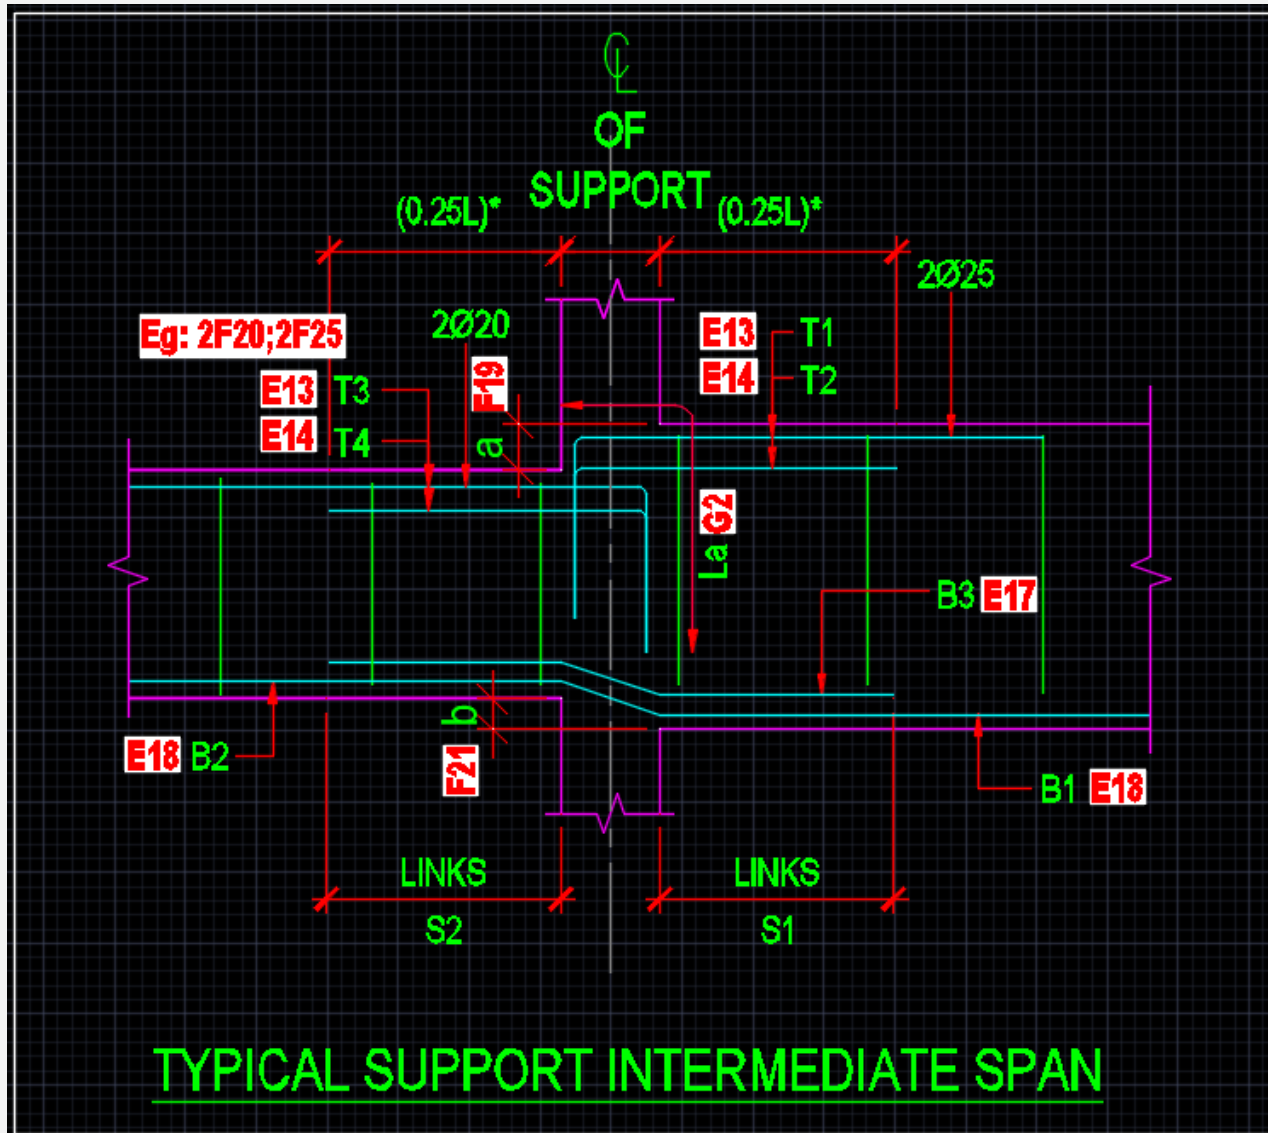 ℄
OF
SUPPORT
(0.25L)*
(0.25L)*
2Ø25
Eg: 2F20;2F25
2Ø20
E13 T1
E14 T2
F19
E13 T3
E14 T4
a
G2
La
B3 E17
b
E18 B2
F21
B1 E18
LINKS
S2
LINKS
S1
TYPICAL SUPPORT INTERMEDIATE SPAN